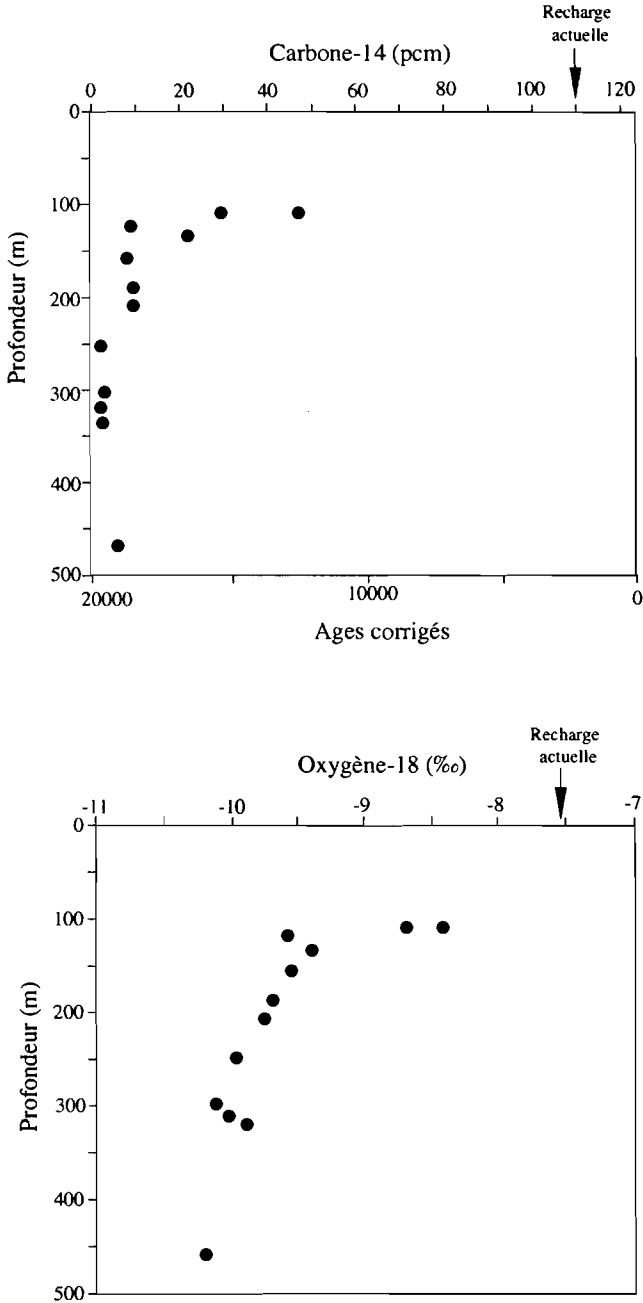 Recharge
actuelle
Carbone-14 (pcm)
0 20 40 60 80 100 120
0
100
200
300
400
500
Profondeur (m)
20000 10000 0
Ages corrigés
Recharge
actuelle
Oxygène-18 (‰)
-11 -10 -9 -8 -7
0
100
200
300
400
500
Profondeur (m)